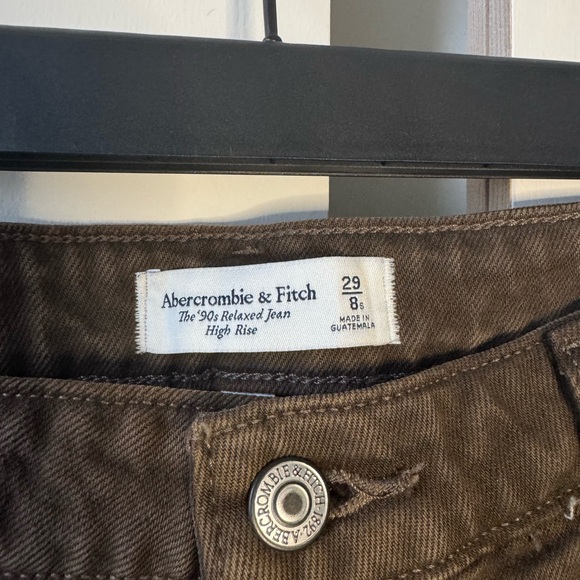 Abercrombie & Fitch
The '90s Relaxed Jean
High Rise
29
8s
MADE IN
GUATEMALA
ABERCROMBIE & FITCH · 1892 ·